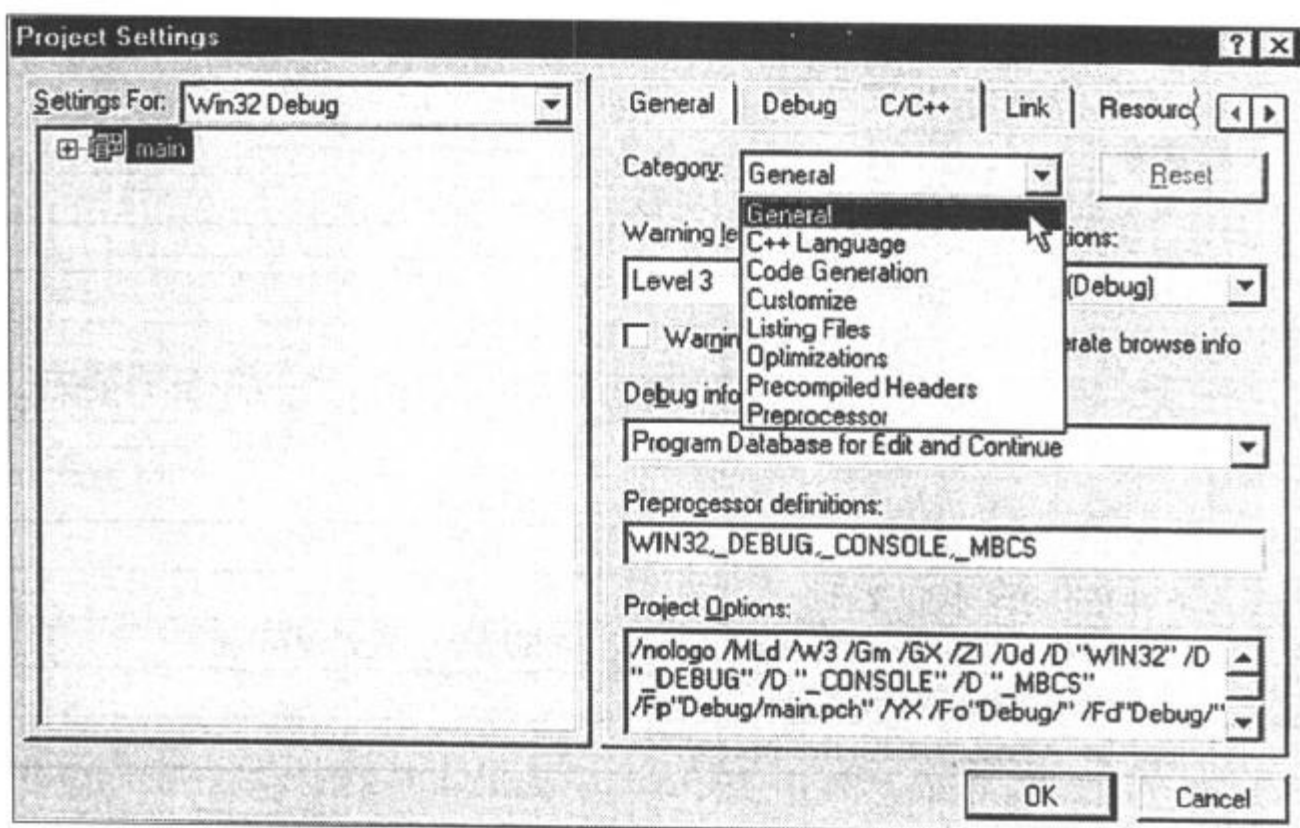 Project Settings
Settings For: Win32 Debug
main
General Debug C/C++ Link Resourc
Category: General Reset
General
C++ Language
Code Generation
Customize
Listing Files
Optimizations
Precompiled Headers
Preprocessor
Warning le tions:
Level 3 (Debug)
Warnin erate browse info
Debug info
Program Database for Edit and Continue
Preprocessor definitions:
WIN32,_DEBUG,_CONSOLE,_MBCS
Project Options:
/nologo /MLd /W3 /Gm /GX /ZI /Od /D "WIN32" /D
"_DEBUG" /D "_CONSOLE" /D "_MBCS"
/Fp"Debug/main.pch" /YX /Fo"Debug/" /Fd"Debug/"
OK Cancel